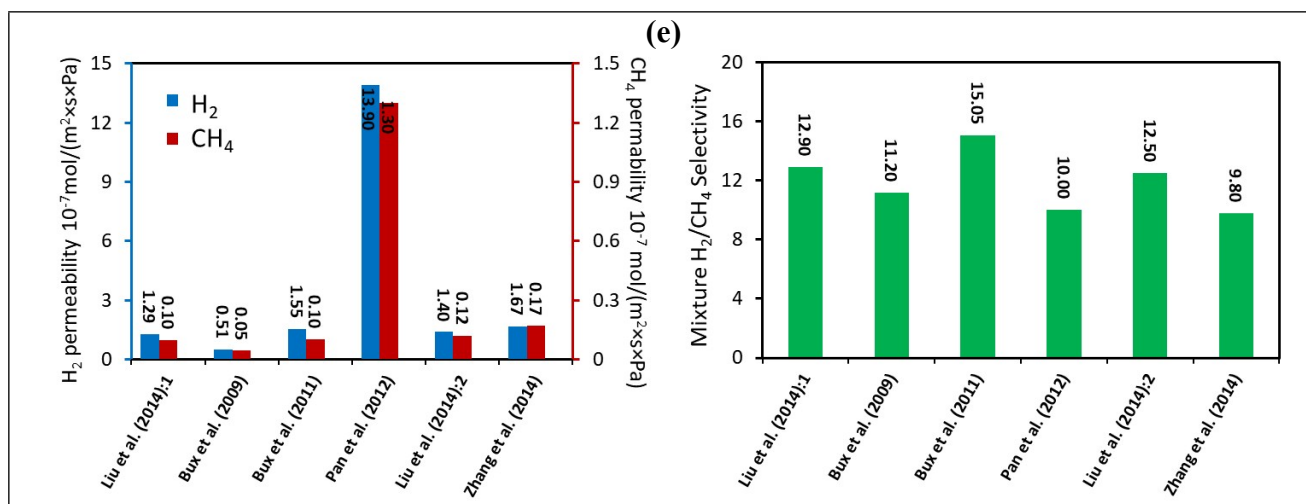 (e)
H₂ permeability 10⁻⁷mol/(m²×s×Pa)
15
12
9
6
3
0
H₂
CH₄
1.29
0.10
0.51
0.05
1.55
0.10
13.90
1.30
1.40
0.12
1.67
0.17
1.5
1.2
0.9
0.6
0.3
0
CH₄ permability 10⁻⁷ mol/(m²×s×Pa)
Liu et al. (2014):1
Bux et al. (2009)
Bux et al. (2011)
Pan et al. (2012)
Liu et al. (2014):2
Zhang et al. (2014)
Mixture H₂/CH₄ Selectivity
20
16
12
8
4
0
12.90
11.20
15.05
10.00
12.50
9.80
Liu et al. (2014):1
Bux et al. (2009)
Bux et al. (2011)
Pan et al. (2012)
Liu et al. (2014):2
Zhang et al. (2014)